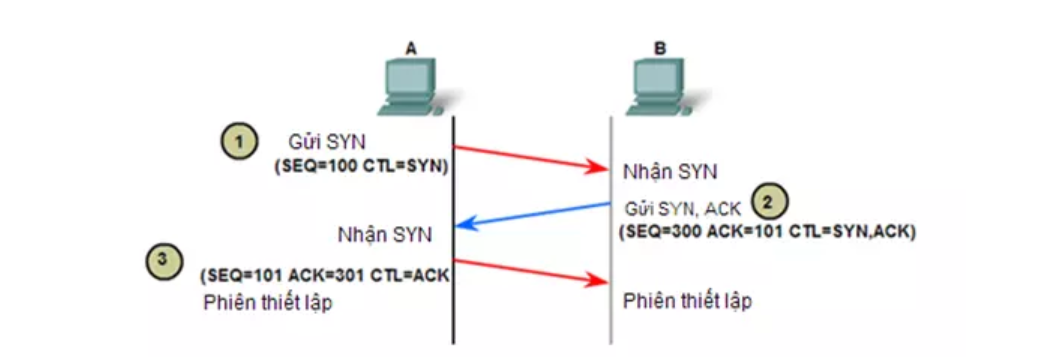 A
B
1
Gửi SYN
(SEQ=100 CTL=SYN)
Nhận SYN
Gửi SYN, ACK
2
(SEQ=300 ACK=101 CTL=SYN,ACK)
Nhận SYN
3
(SEQ=101 ACK=301 CTL=ACK
Phiên thiết lập
Phiên thiết lập